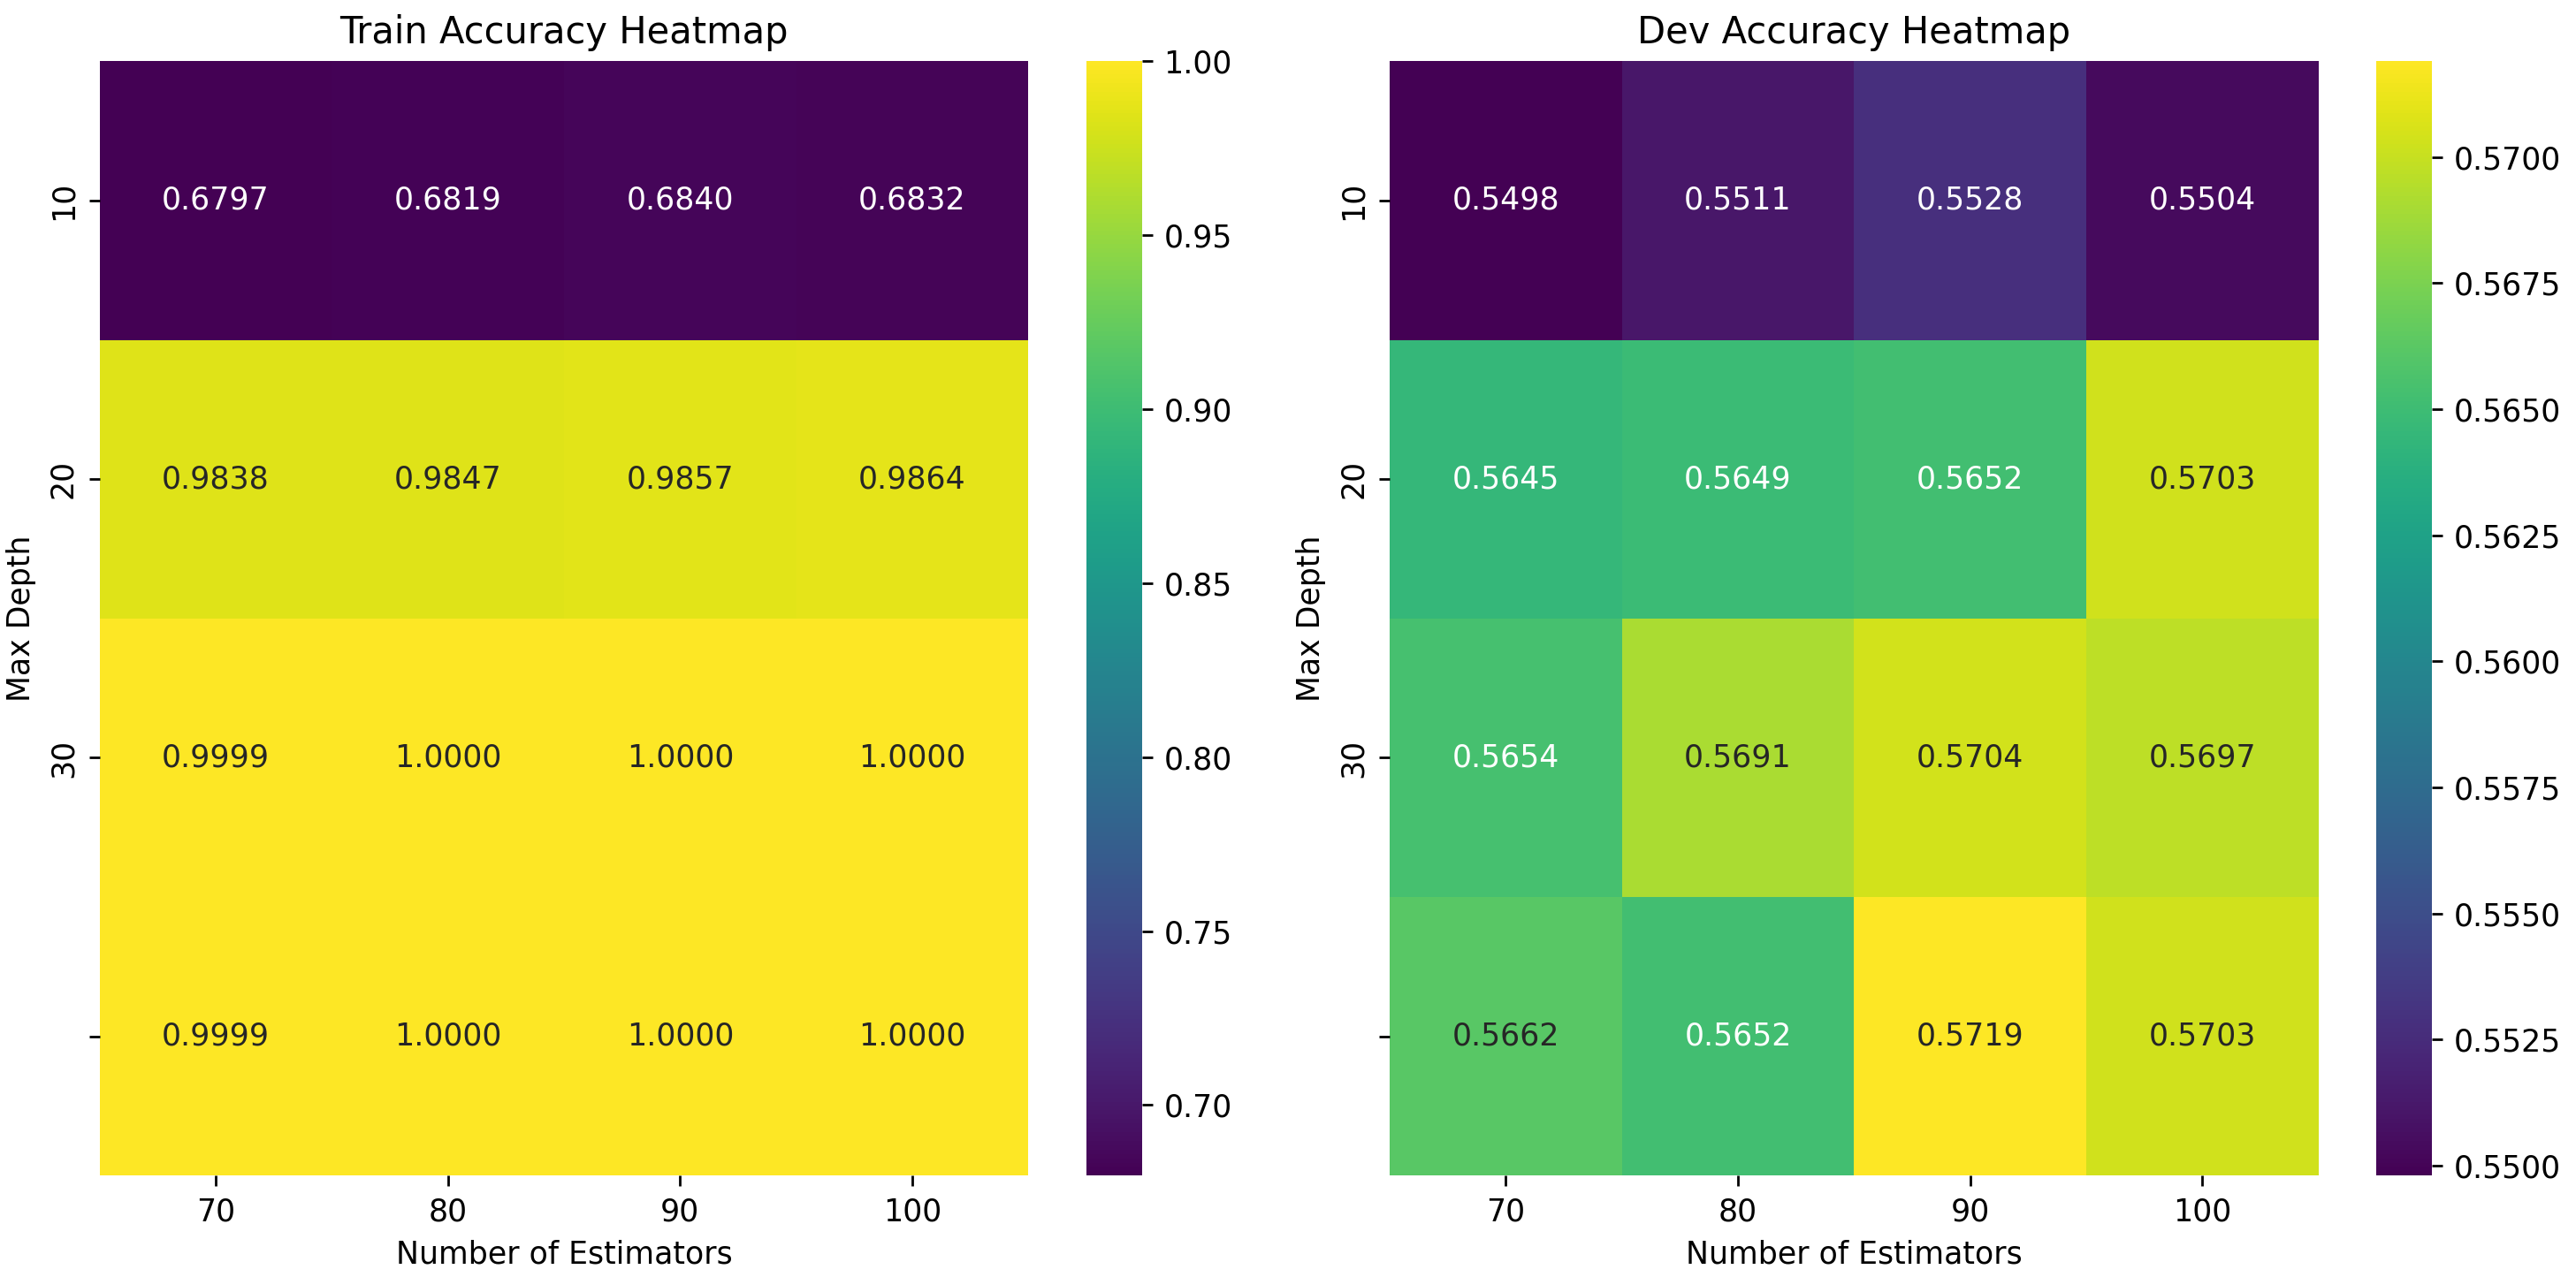 Train Accuracy Heatmap
Max Depth
10
20
30
0.6797 0.6819 0.6840 0.6832
0.9838 0.9847 0.9857 0.9864
0.9999 1.0000 1.0000 1.0000
0.9999 1.0000 1.0000 1.0000
70 80 90 100
Number of Estimators
1.00
0.95
0.90
0.85
0.80
0.75
0.70
Dev Accuracy Heatmap
Max Depth
10
20
30
0.5498 0.5511 0.5528 0.5504
0.5645 0.5649 0.5652 0.5703
0.5654 0.5691 0.5704 0.5697
0.5662 0.5652 0.5719 0.5703
70 80 90 100
Number of Estimators
0.5700
0.5675
0.5650
0.5625
0.5600
0.5575
0.5550
0.5525
0.5500